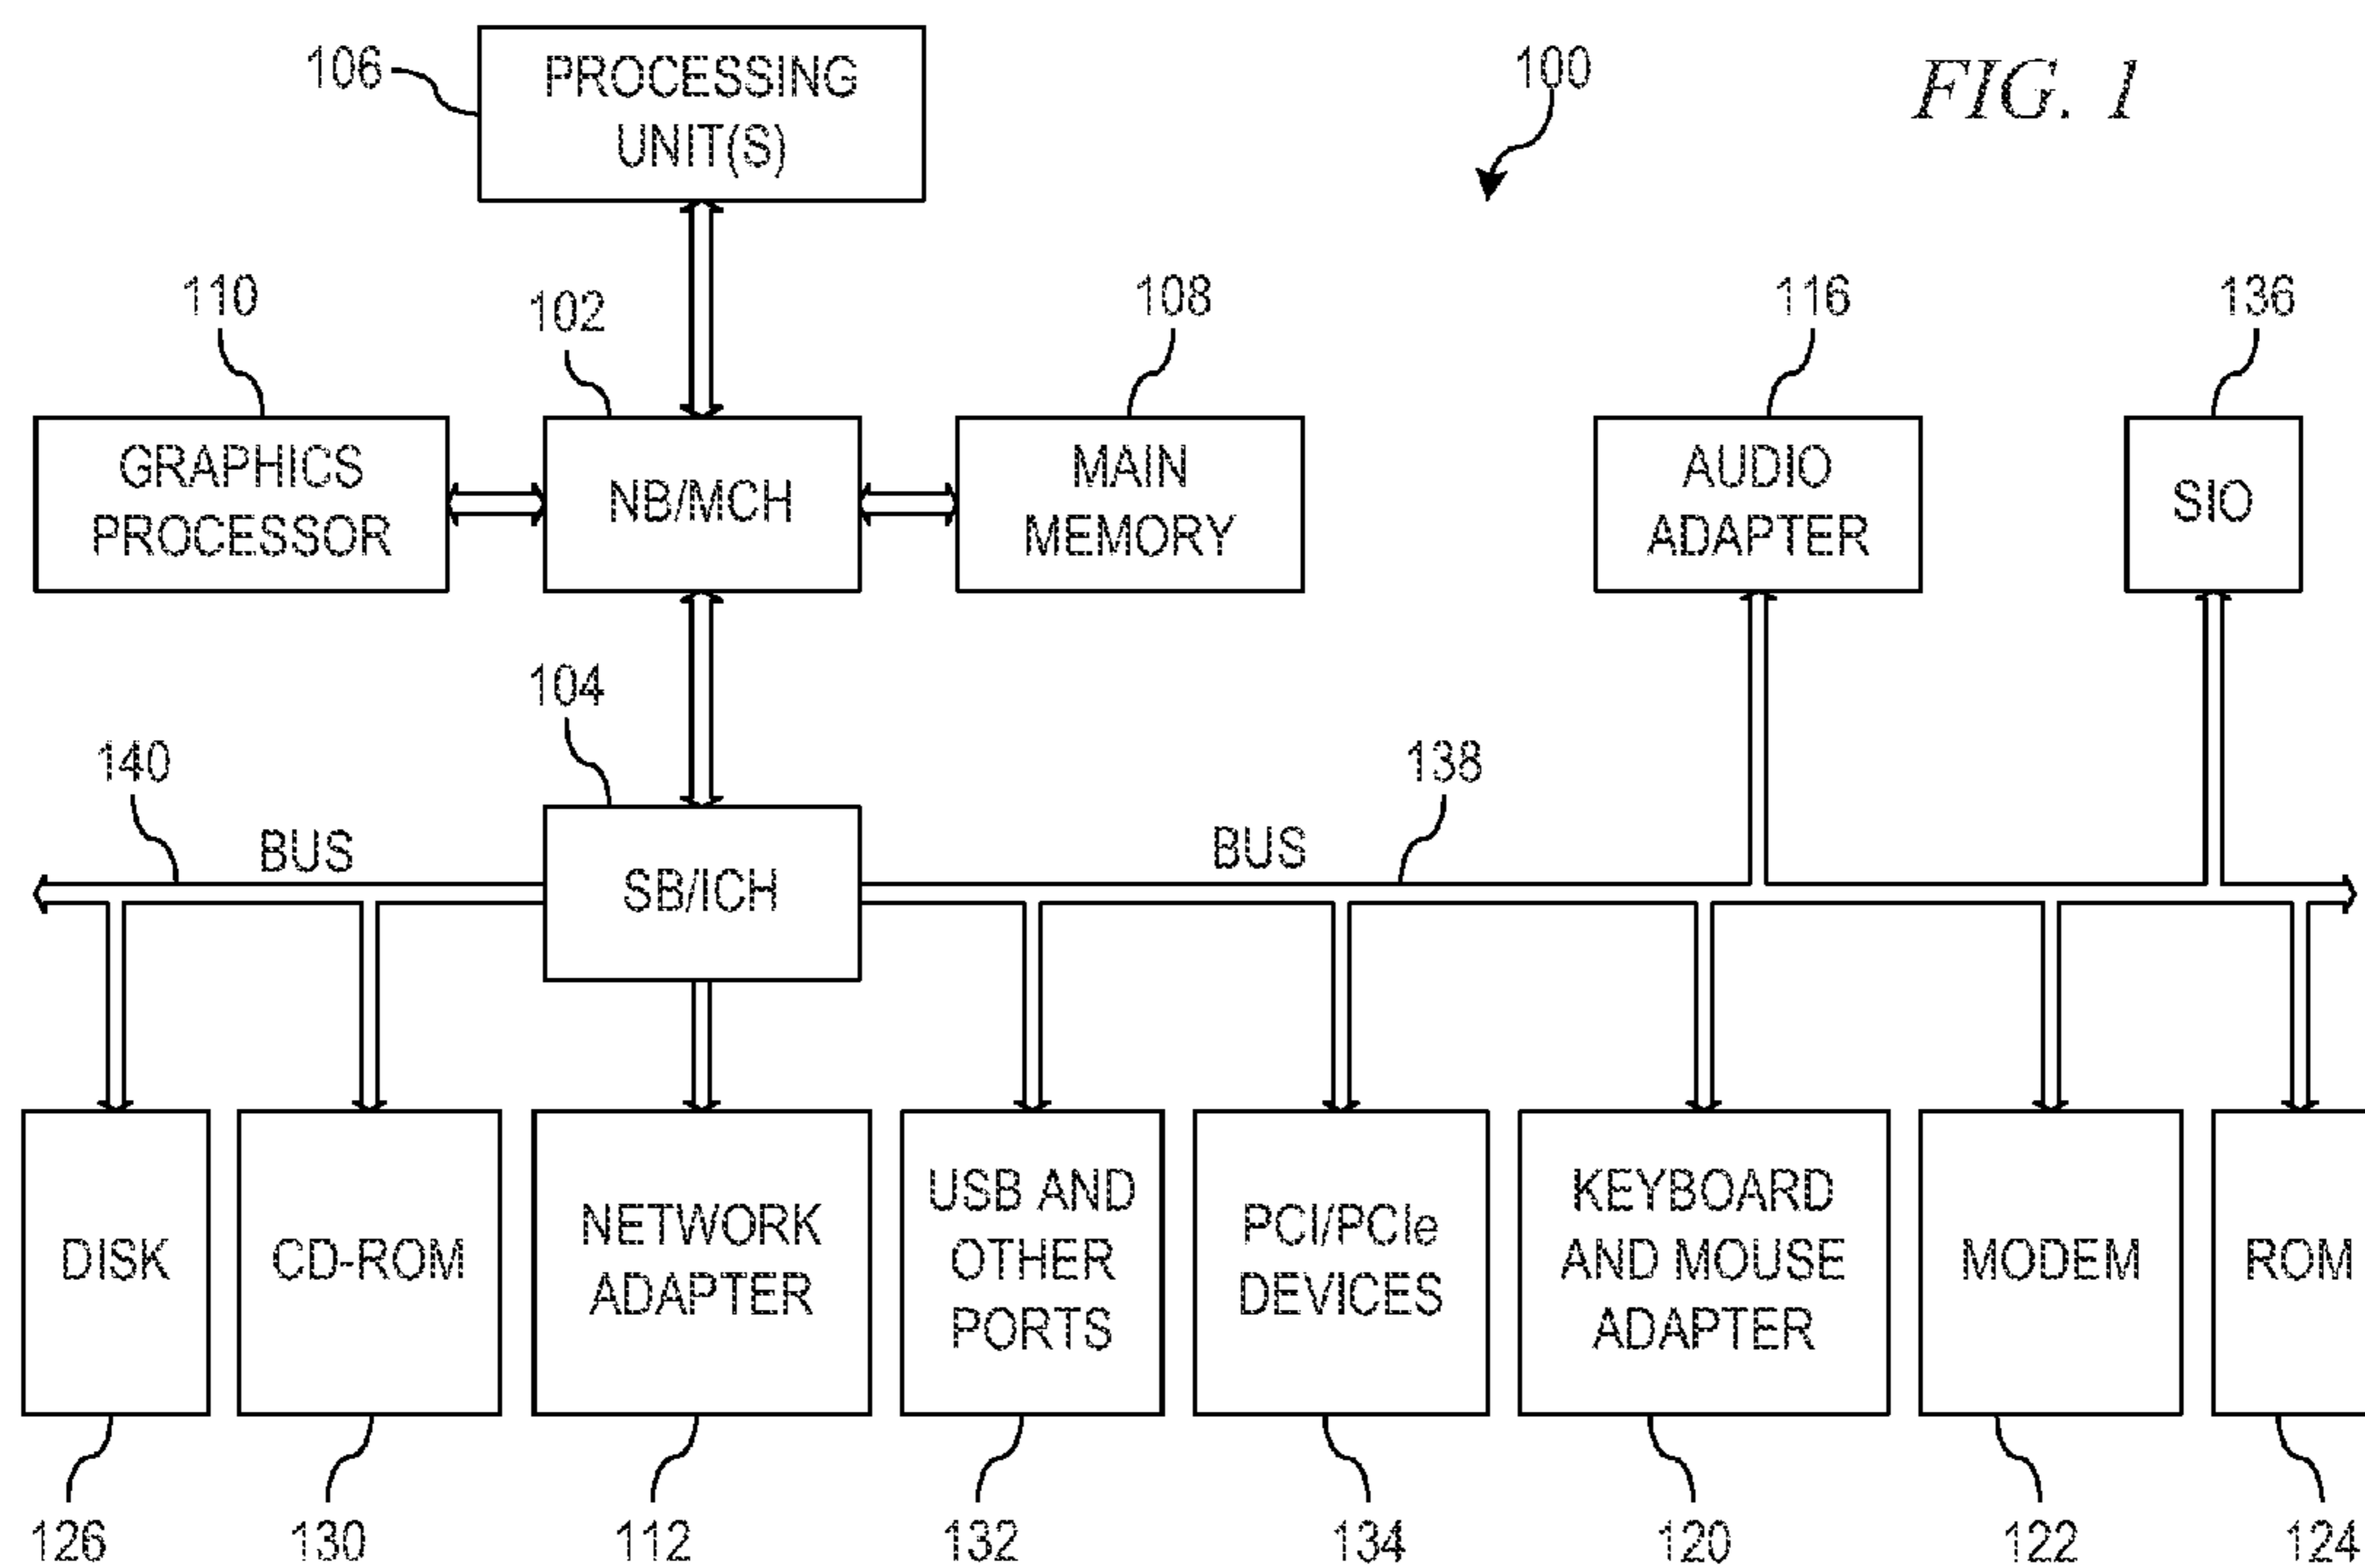 106
PROCESSING
UNIT(S)
100
FIG. 1
110
102
108
116
136
GRAPHICS
PROCESSOR
NB/MCH
MAIN
MEMORY
AUDIO
ADAPTER
SIO
104
140
138
BUS
SB/ICH
BUS
DISK
CD-ROM
NETWORK
ADAPTER
USB AND
OTHER
PORTS
PCI/PCIe
DEVICES
KEYBOARD
AND MOUSE
ADAPTER
MODEM
ROM
126
130
112
132
134
120
122
124